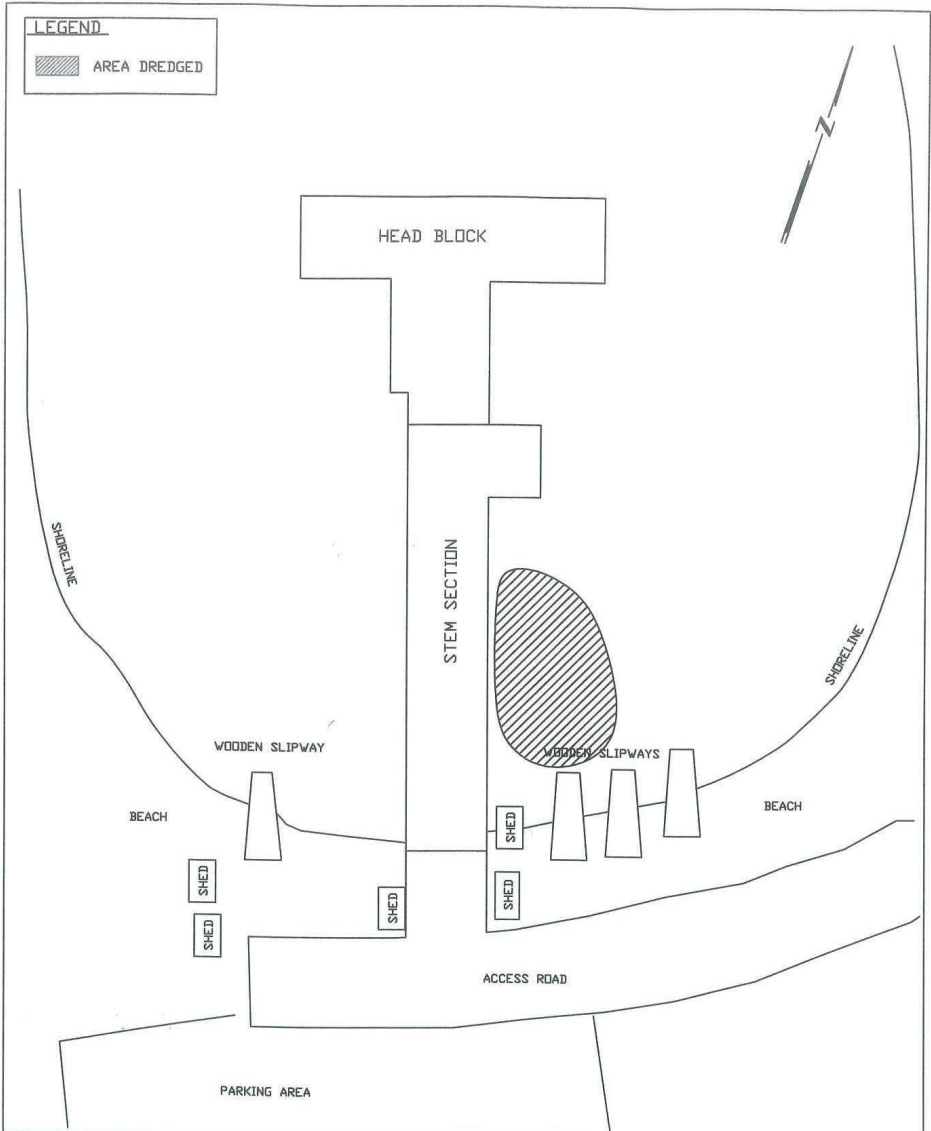 LEGEND
AREA DREDGED
N
HEAD BLOCK
SHORELINE
STEM SECTION
SHORELINE
WOODEN SLIPWAY
WOODEN SLIPWAYS
BEACH
BEACH
SHED
SHED
SHED
SHED
SHED
ACCESS ROAD
PARKING AREA